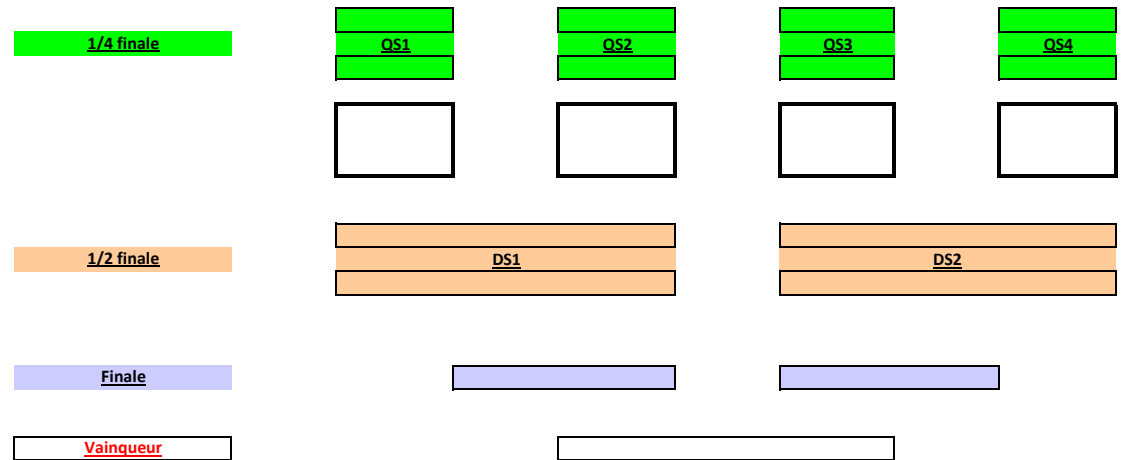 1/4 finale QS1 QS2 QS3 QS4
1/2 finale DS1 DS2
Finale
Vainqueur